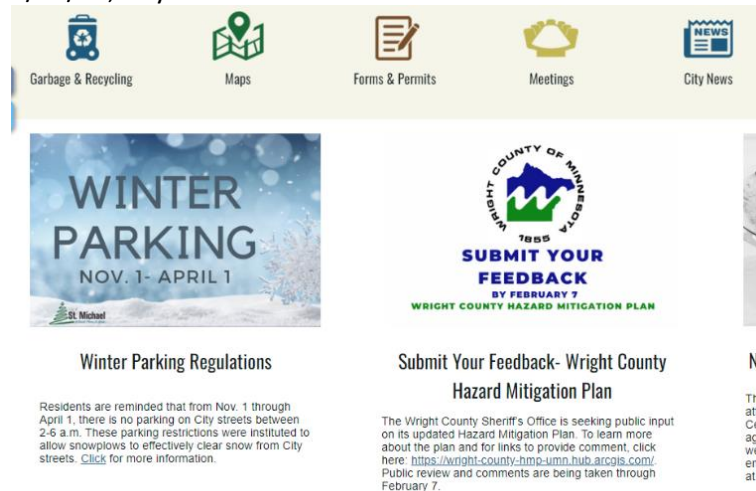 Garbage & Recycling
Maps
Forms & Permits
Meetings
NEWS
City News
WINTER
PARKING
NOV. 1- APRIL 1
St. Michael
WRIGHT COUNTY OF MINNESOTA
1855
SUBMIT YOUR
FEEDBACK
BY FEBRUARY 7
WRIGHT COUNTY HAZARD MITIGATION PLAN
Winter Parking Regulations
Residents are reminded that from Nov. 1 through
April 1, there is no parking on City streets between
2-6 a.m. These parking restrictions were instituted to
allow snowplows to effectively clear snow from City
streets. Click for more information.
Submit Your Feedback- Wright County
Hazard Mitigation Plan
The Wright County Sheriff's Office is seeking public input
on its updated Hazard Mitigation Plan. To learn more
about the plan and for links to provide comment, click
here: https://wright-county-hmp-umn.hub.arcgis.com/.
Public review and comments are being taken through
February 7.